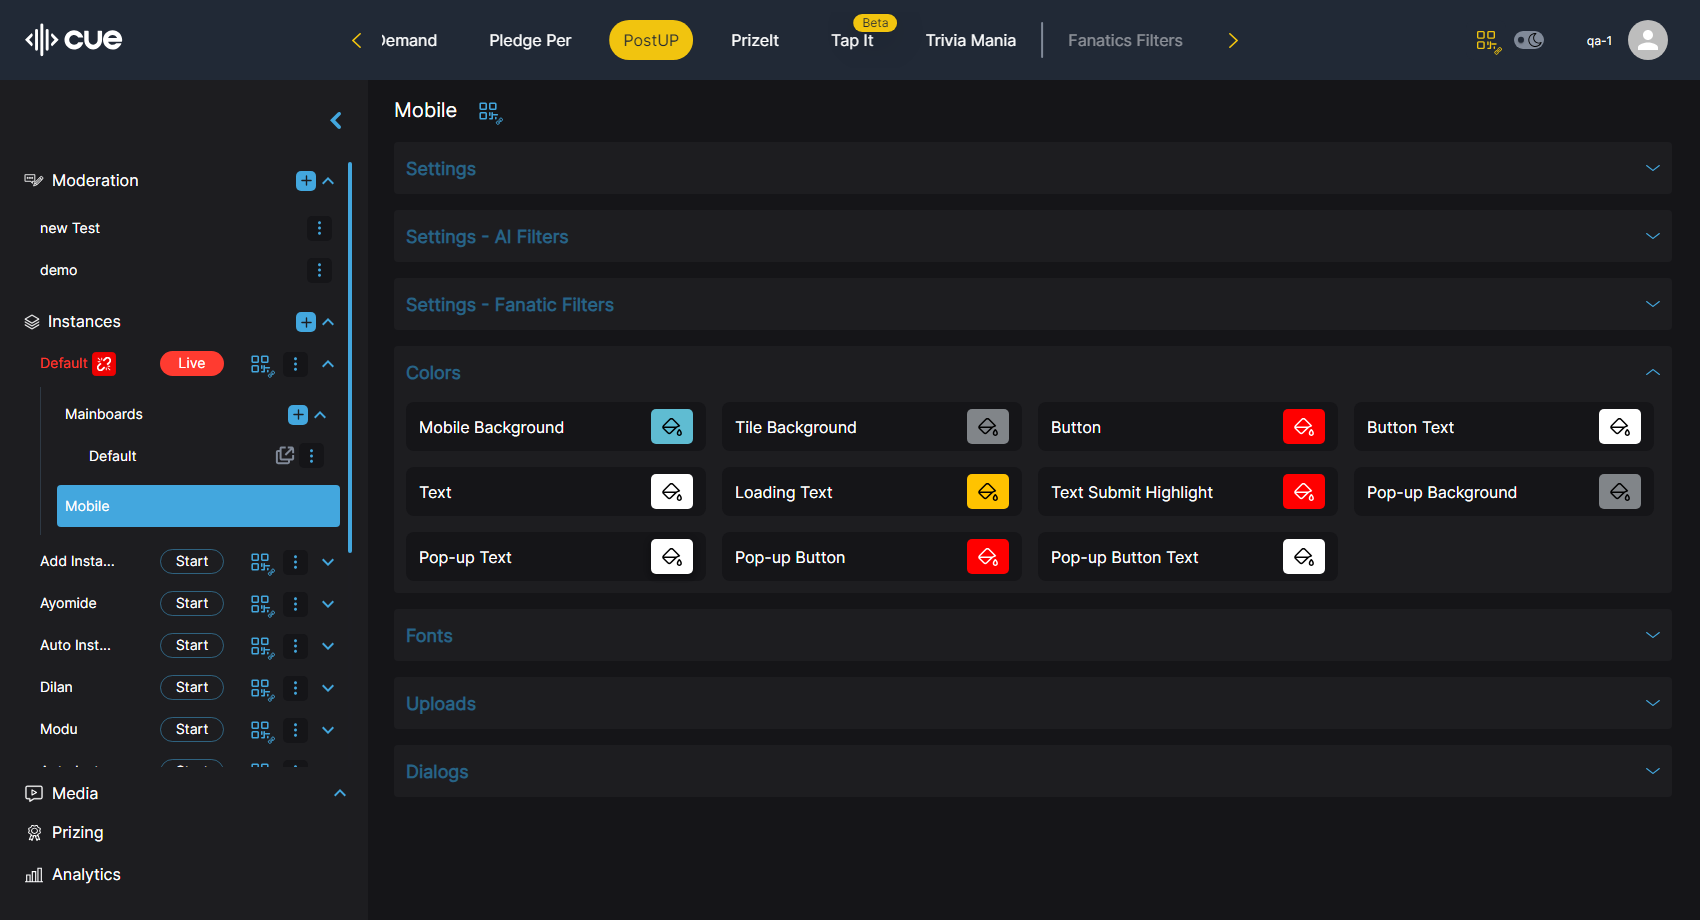 cue
Demand
Pledge Per
PostUP
PrizeIt
Beta
Tap It
Trivia Mania
Fanatics Filters
qa-1
Moderation
new Test
demo
Instances
Default
Live
Mainboards
Default
Mobile
Add Insta...
Start
Ayomide
Start
Auto Inst...
Start
Dilan
Start
Modu
Start
Media
Prizing
Analytics
Mobile
Settings
Settings - AI Filters
Settings - Fanatic Filters
Colors
Mobile Background
Tile Background
Button
Button Text
Text
Loading Text
Text Submit Highlight
Pop-up Background
Pop-up Text
Pop-up Button
Pop-up Button Text
Fonts
Uploads
Dialogs